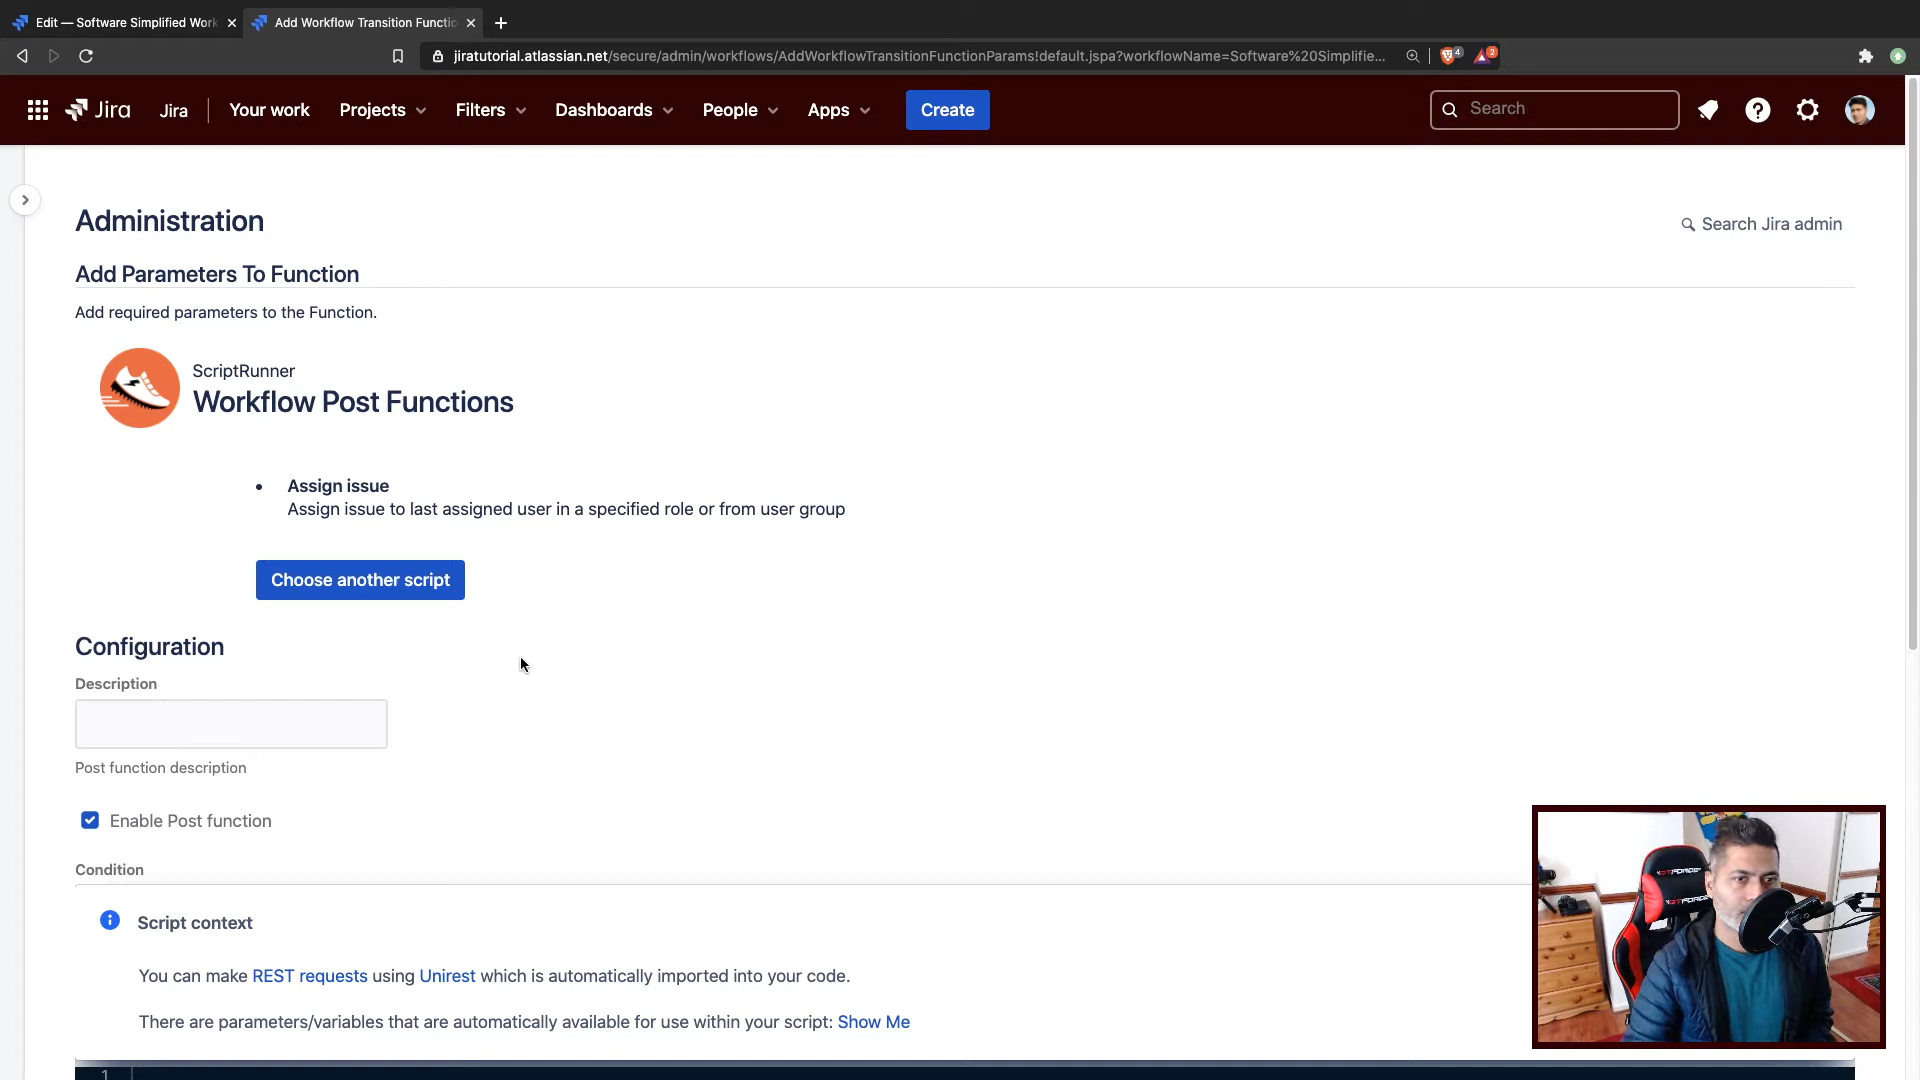 Edit — Software Simplified Work
Add Workflow Transition Functio
jiratutorial.atlassian.net/secure/admin/workflows/AddWorkflowTransitionFunctionParams!default.jspa?workflowName=Software%20Simplifie...
4
2
Jira
Jira
Your work
Projects
Filters
Dashboards
People
Apps
Create
Search
Administration
Search Jira admin
Add Parameters To Function
Add required parameters to the Function.
ScriptRunner
Workflow Post Functions
Assign issue
Assign issue to last assigned user in a specified role or from user group
Choose another script
Configuration
Description
Post function description
Enable Post function
Condition
Script context
You can make REST requests using Unirest which is automatically imported into your code.
There are parameters/variables that are automatically available for use within your script: Show Me
1